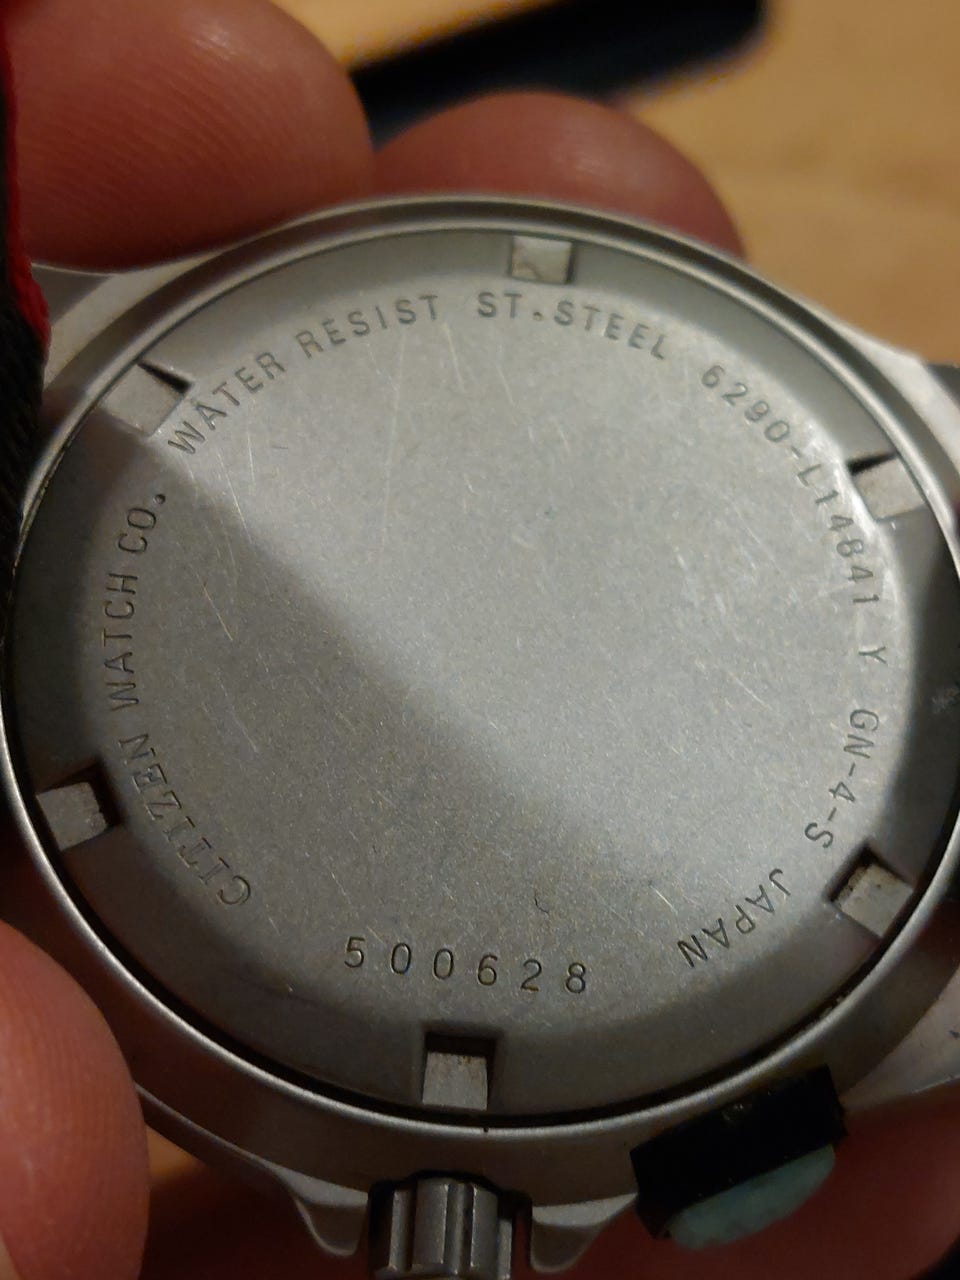 CITIZEN WATCH CO. WATER RESIST ST.STEEL 6290-L14841 Y GN-4-S JAPAN
500628